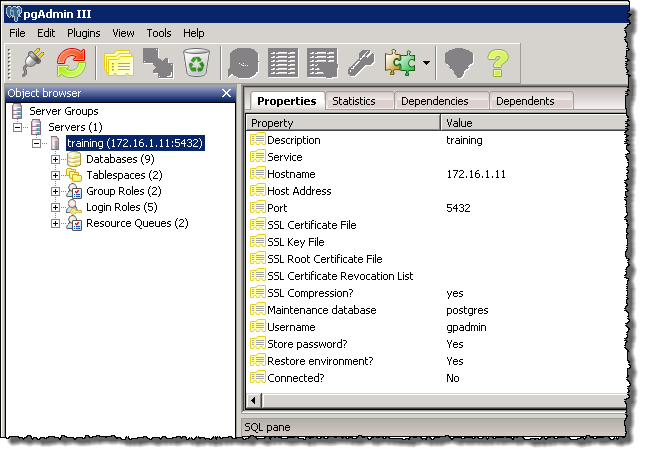 pgAdmin III
File Edit Plugins View Tools Help
Object browser
Server Groups
Servers (1)
training (172.16.1.11:5432)
Databases (9)
Tablespaces (2)
Group Roles (2)
Login Roles (5)
Resource Queues (2)
Properties Statistics Dependencies Dependents
Property Value
Description training
Service
Hostname 172.16.1.11
Host Address
Port 5432
SSL Certificate File
SSL Key File
SSL Root Certificate File
SSL Certificate Revocation List
SSL Compression? yes
Maintenance database postgres
Username gpadmin
Store password? Yes
Restore environment? Yes
Connected? No
SQL pane